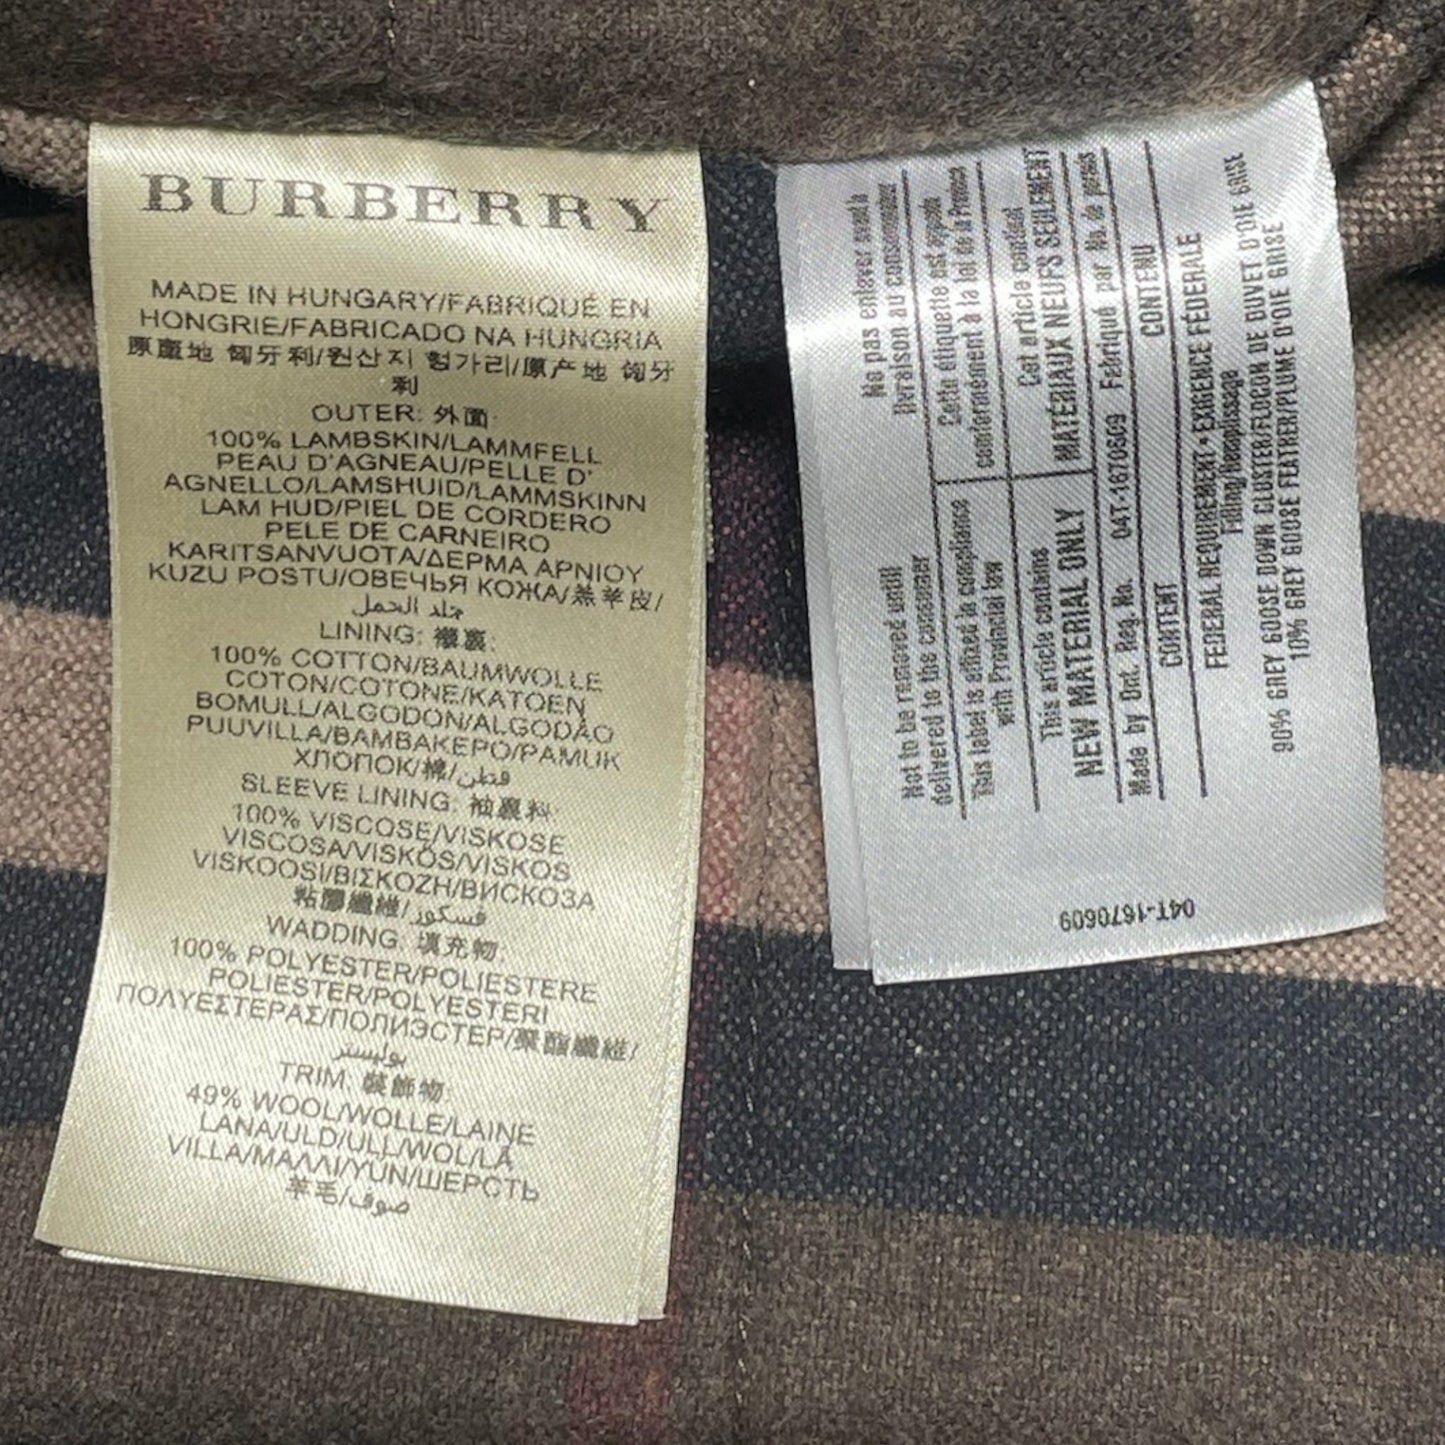 BURBERRY
MADE IN HUNGARY/FABRIQUÉ EN
HONGRIE/FABRICADO NA HUNGRIA
原產地 匈牙利/원산지 헝가리/原产地 匈牙
利
OUTER: 外面:
100% LAMBSKIN/LAMMFELL
PEAU D'AGNEAU/PELLE D'
AGNELLO/LAMSHUID/LAMMSKINN
LAM HUD/PIEL DE CORDERO
PELE DE CARNEIRO
KARITSANVUOTA/ΔΕΡΜΑ ΑΡΝΙΟΥ
KUZU POSTU/ОВЕЧЬЯ КОЖА/羔羊皮/
جلد الحمل
LINING: 襯裏:
100% COTTON/BAUMWOLLE
COTON/COTONE/KATOEN
BOMULL/ALGODON/ALGODÃO
PUUVILLA/ΒΑΜΒΑΚΕΡΟ/PAMUK
ХЛОПОК/棉/قطن
SLEEVE LINING: 袖裏料:
100% VISCOSE/VISKOSE
VISCOSA/VISKÓS/VISKOS
VISKOOSI/ΒΙΣΚΟΖΗ/ВИСКОЗА
粘膠纖維/فسكوز
WADDING: 填充物:
100% POLYESTER/POLIESTERE
POLIESTER/POLYESTERI
ΠΟΛΥΕΣΤΕΡΑΣ/ПОЛИЭСТЕР/聚酯纖維/
بوليستر
TRIM: 裝飾物:
49% WOOL/WOLLE/LAINE
LANA/ULD/ULL/WOL/LÃ
VILLA/ΜΑΛΛΙ/YÜN/ШЕРСТЬ
羊毛/صوف
Not to be removed until
delivered to the consumer
Ne pas enlever avant la
livraison au consommateur
This label is affixed in compliance
with Provincial law
Cette étiquette est apposée
conformément à la loi de la Province
This article contains
NEW MATERIAL ONLY
Cet article contient
MATÉRIAUX NEUFS SEULEMENT
Made by Ont. Reg. No. 04T-1670609 Fabriqué par No. de permis
CONTENT CONTENU
FEDERAL REQUIREMENT • EXIGENCE FÉDÉRALE
Filling/Remplissage
90% GREY GOOSE DOWN CLUSTER/FLOCON DE DUVET D'OIE GRISE
10% GREY GOOSE FEATHER/PLUME D'OIE GRISE
04T-1670609